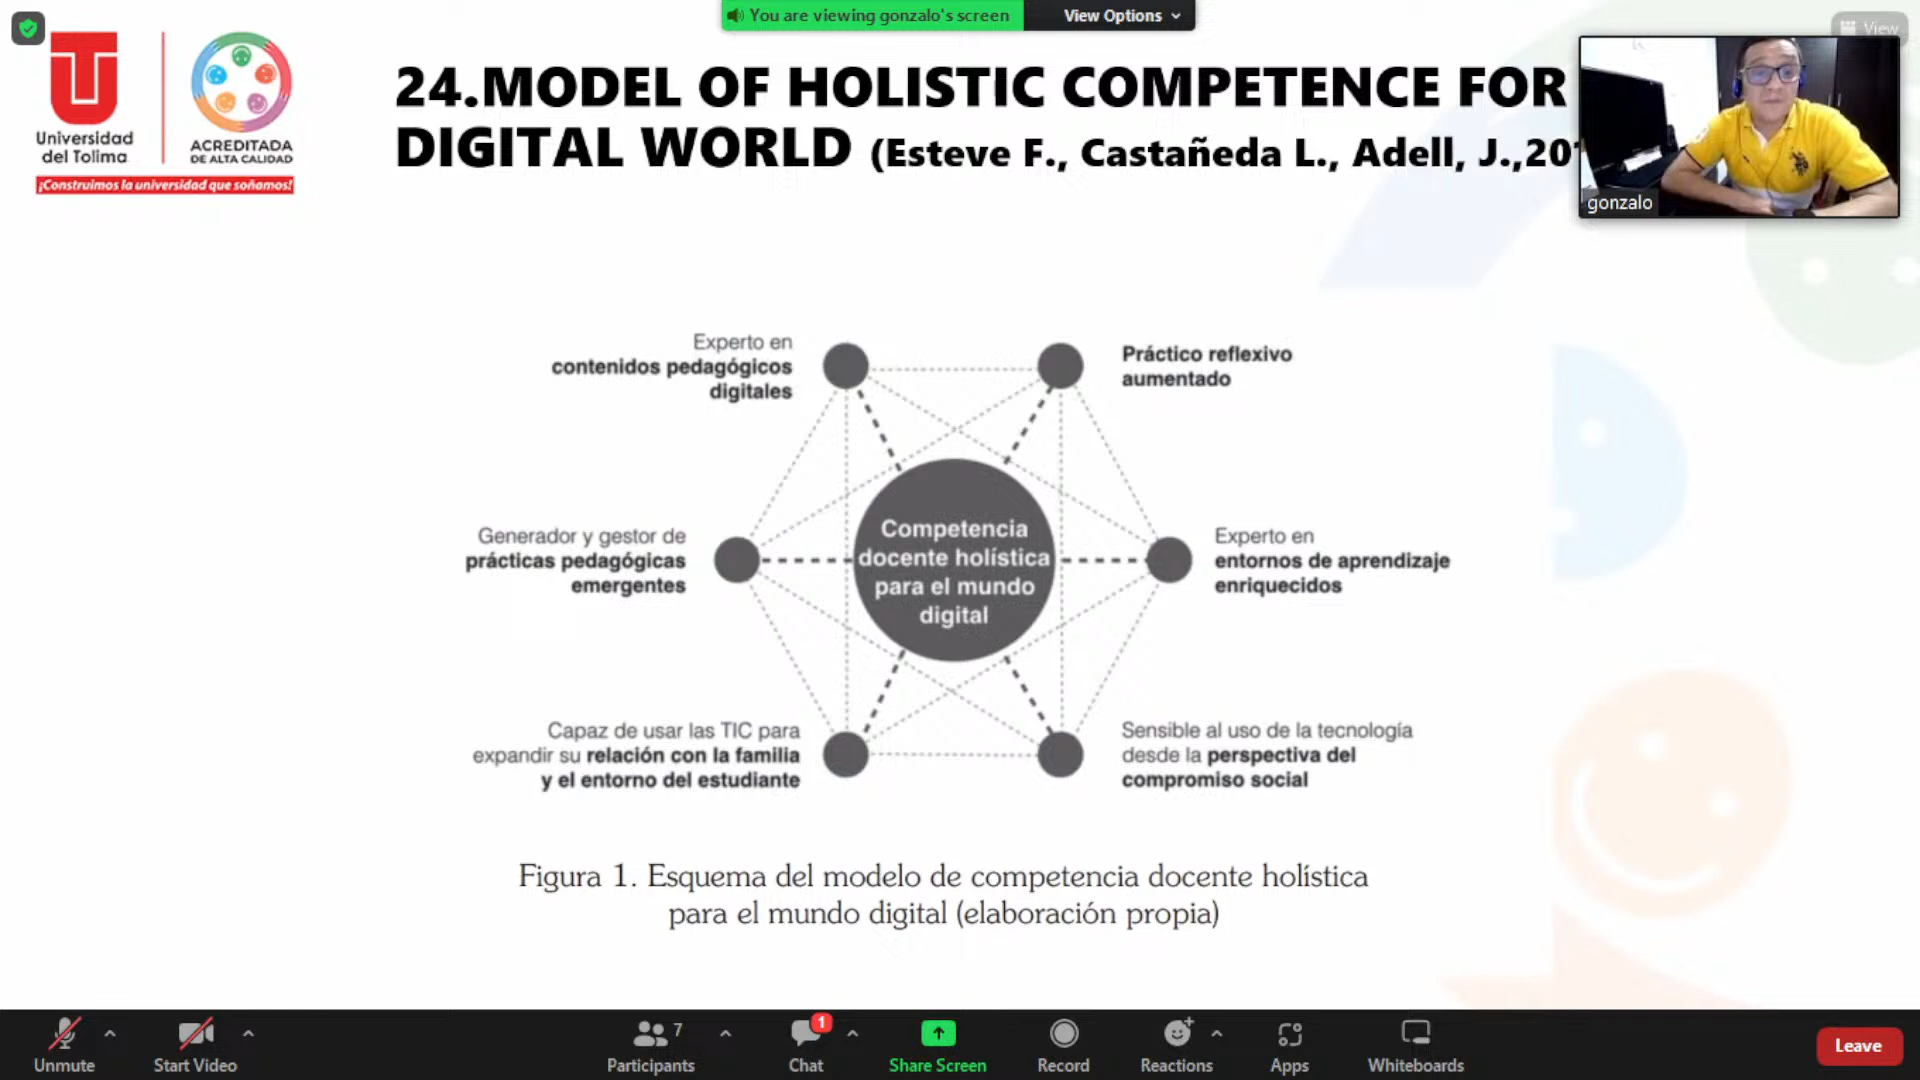 You are viewing gonzalo's screen
View Options
View
Universidad
del Tolima
ACREDITADA
DE ALTA CALIDAD
¡Construimos la universidad que soñamos!
24.MODEL OF HOLISTIC COMPETENCE FOR
DIGITAL WORLD (Esteve F., Castañeda L., Adell, J.,20
gonzalo
Experto en
contenidos pedagógicos
digitales
Práctico reflexivo
aumentado
Generador y gestor de
prácticas pedagógicas
emergentes
Competencia
docente holística
para el mundo
digital
Experto en
entornos de aprendizaje
enriquecidos
Capaz de usar las TIC para
expandir su relación con la familia
y el entorno del estudiante
Sensible al uso de la tecnología
desde la perspectiva del
compromiso social
Figura 1. Esquema del modelo de competencia docente holística
para el mundo digital (elaboración propia)
Unmute
Start Video
7
Participants
1
Chat
Share Screen
Record
Reactions
Apps
Whiteboards
Leave